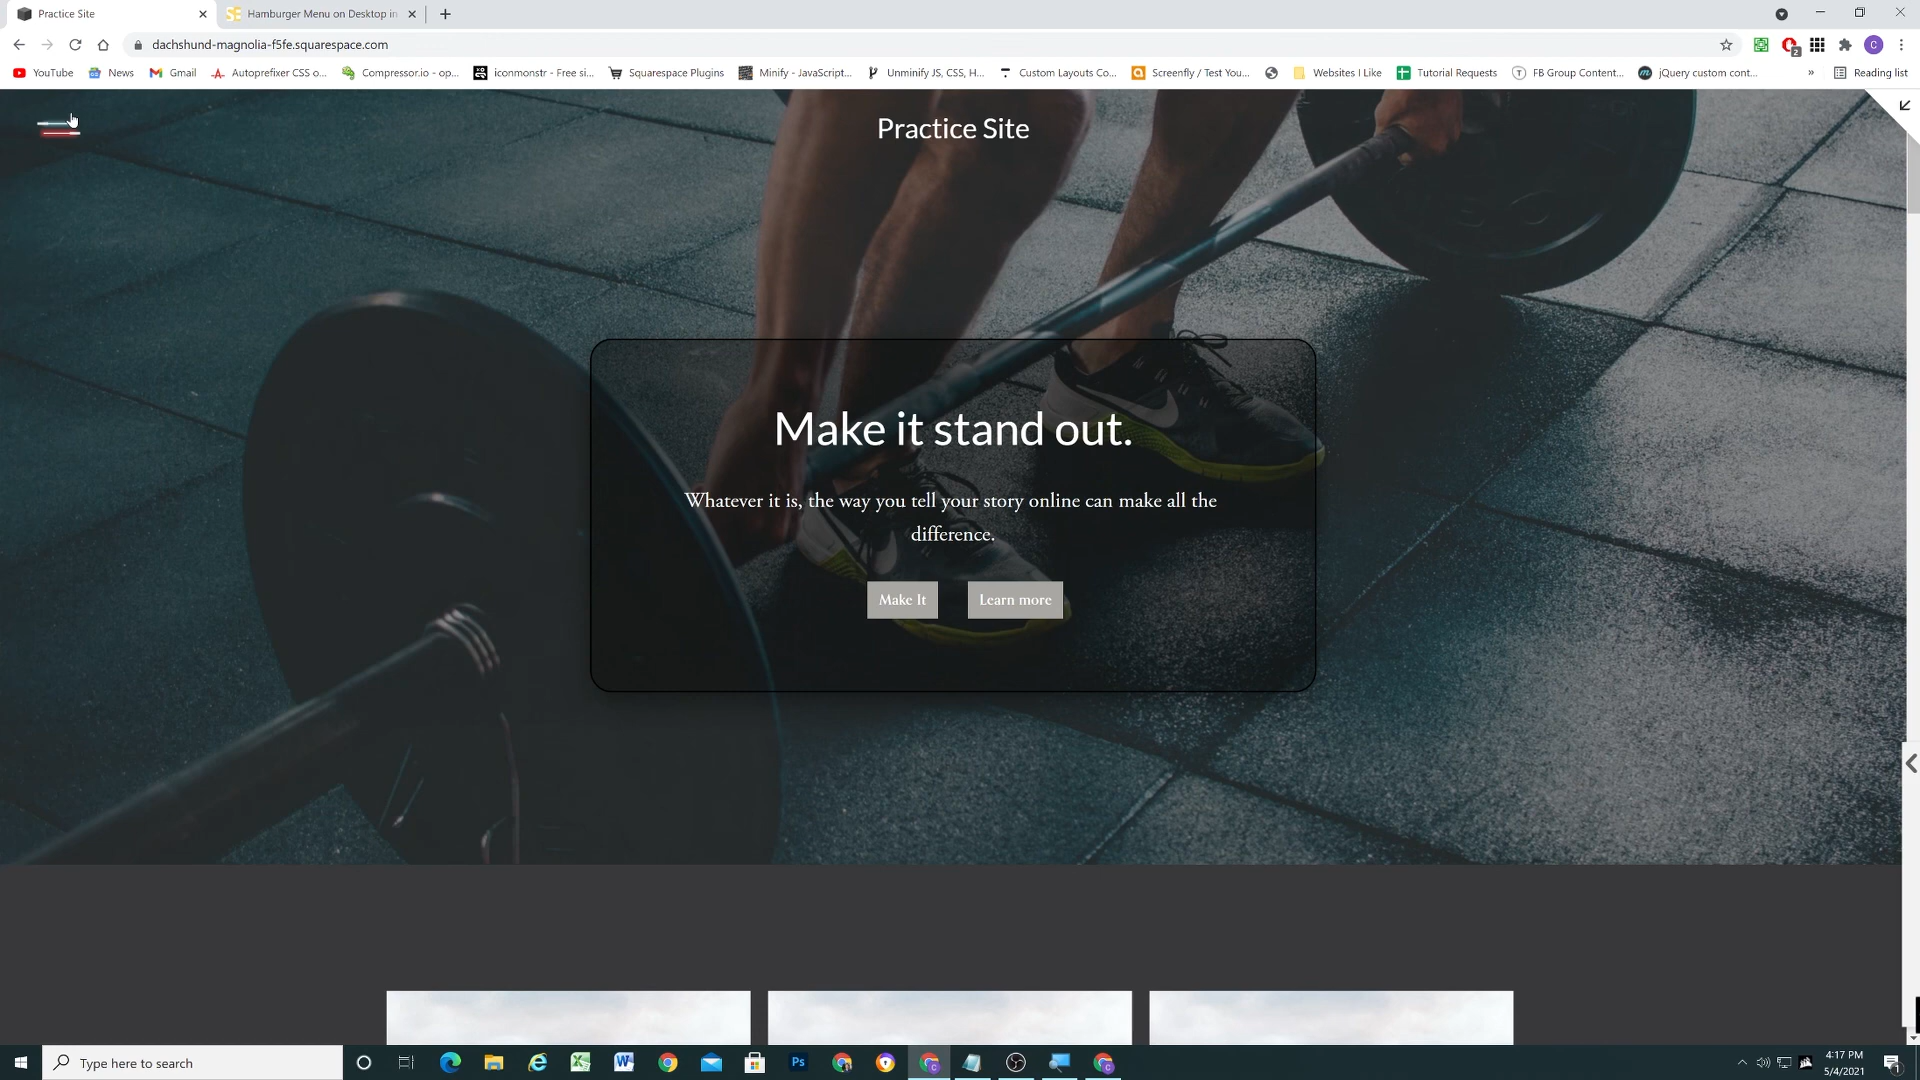 Practice Site
Hamburger Menu on Desktop in
dachshund-magnolia-f5fe.squarespace.com
2
C
YouTube
News
Gmail
Autoprefixer CSS o...
Compressor.io - op...
iconmonstr - Free si...
Squarespace Plugins
Minify - JavaScript...
Unminify JS, CSS, H...
Custom Layouts Co...
Screenfly / Test You...
Websites I Like
Tutorial Requests
FB Group Content...
jQuery custom cont...
»
Reading list
Practice Site
Make it stand out.
Whatever it is, the way you tell your story online can make all the
difference.
Make It
Learn more
Type here to search
Ps
4:17 PM
5/4/2021
1